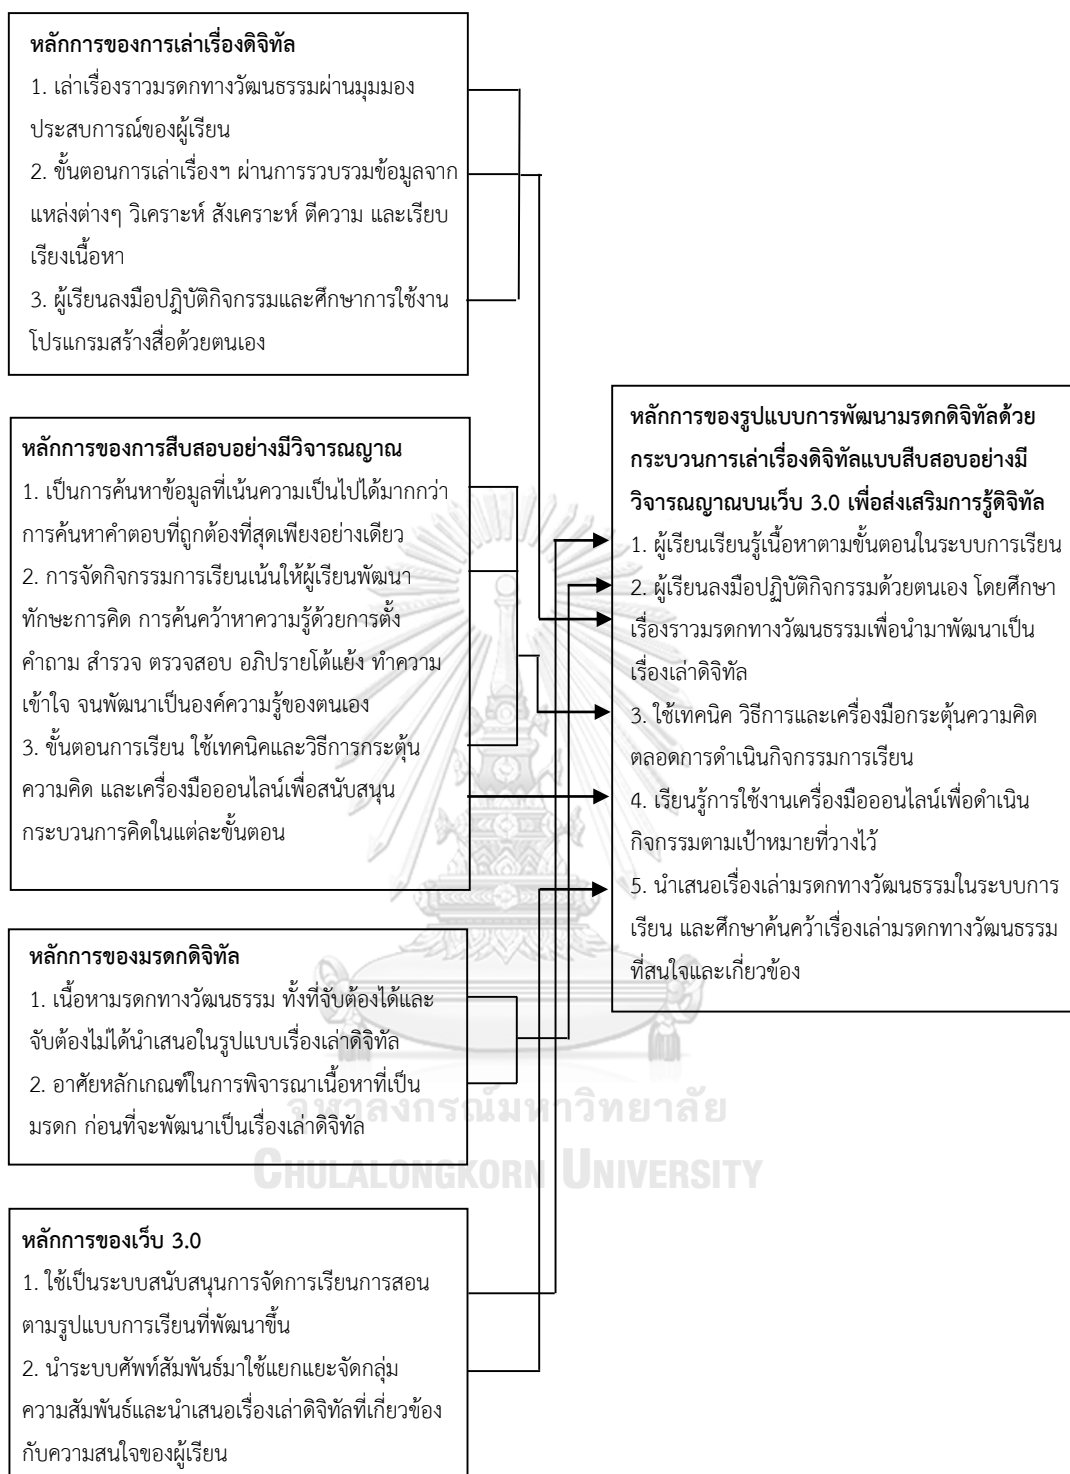 หลักการของการเล่าเรื่องดิจิทัล
1. เล่าเรื่องราวมรดกทางวัฒนธรรมผ่านมุมมอง
ประสบการณ์ของผู้เรียน
2. ขั้นตอนการเล่าเรื่องฯ ผ่านการรวบรวมข้อมูลจาก
แหล่งต่างๆ วิเคราะห์ สังเคราะห์ ตีความ และเรียบ
เรียงเนื้อหา
3. ผู้เรียนลงมือปฏิบัติกิจกรรมและศึกษาการใช้งาน
โปรแกรมสร้างสื่อด้วยตนเอง
หลักการของการสืบสอบอย่างมีวิจารณญาณ
1. เป็นการค้นหาข้อมูลที่เน้นความเป็นไปได้มากกว่า
การค้นหาคำตอบที่ถูกต้องที่สุดเพียงอย่างเดียว
2. การจัดกิจกรรมการเรียนเน้นให้ผู้เรียนพัฒนา
ทักษะการคิด การค้นคว้าหาความรู้ด้วยการตั้ง
คำถาม สำรวจ ตรวจสอบ อภิปรายโต้แย้ง ทำความ
เข้าใจ จนพัฒนาเป็นองค์ความรู้ของตนเอง
3. ขั้นตอนการเรียน ใช้เทคนิคและวิธีการกระตุ้น
ความคิด และเครื่องมือออนไลน์เพื่อสนับสนุน
กระบวนการคิดในแต่ละขั้นตอน
หลักการของมรดกดิจิทัล
1. เนื้อหามรดกทางวัฒนธรรม ทั้งที่จับต้องได้และ
จับต้องไม่ได้นำเสนอในรูปแบบเรื่องเล่าดิจิทัล
2. อาศัยหลักเกณฑ์ในการพิจารณาเนื้อหาที่เป็น
มรดก ก่อนที่จะพัฒนาเป็นเรื่องเล่าดิจิทัล
หลักการของเว็บ 3.0
1. ใช้เป็นระบบสนับสนุนการจัดการเรียนการสอน
ตามรูปแบบการเรียนที่พัฒนาขึ้น
2. นำระบบศัพท์สัมพันธ์มาใช้แยกแยะจัดกลุ่ม
ความสัมพันธ์และนำเสนอเรื่องเล่าดิจิทัลที่เกี่ยวข้อง
กับความสนใจของผู้เรียน
หลักการของรูปแบบการพัฒนามรดกดิจิทัลด้วย
กระบวนการเล่าเรื่องดิจิทัลแบบสืบสอบอย่างมี
วิจารณญาณบนเว็บ 3.0 เพื่อส่งเสริมการรู้ดิจิทัล
1. ผู้เรียนเรียนรู้เนื้อหาตามขั้นตอนในระบบการเรียน
2. ผู้เรียนลงมือปฏิบัติกิจกรรมด้วยตนเอง โดยศึกษา
เรื่องราวมรดกทางวัฒนธรรมเพื่อนำมาพัฒนาเป็น
เรื่องเล่าดิจิทัล
3. ใช้เทคนิค วิธีการและเครื่องมือกระตุ้นความคิด
ตลอดการดำเนินกิจกรรมการเรียน
4. เรียนรู้การใช้งานเครื่องมือออนไลน์เพื่อดำเนิน
กิจกรรมตามเป้าหมายที่วางไว้
5. นำเสนอเรื่องเล่ามรดกทางวัฒนธรรมในระบบการ
เรียน และศึกษาค้นคว้าเรื่องเล่ามรดกทางวัฒนธรรม
ที่สนใจและเกี่ยวข้อง
จุฬาลงกรณ์มหาวิทยาลัย
CHULALONGKORN UNIVERSITY